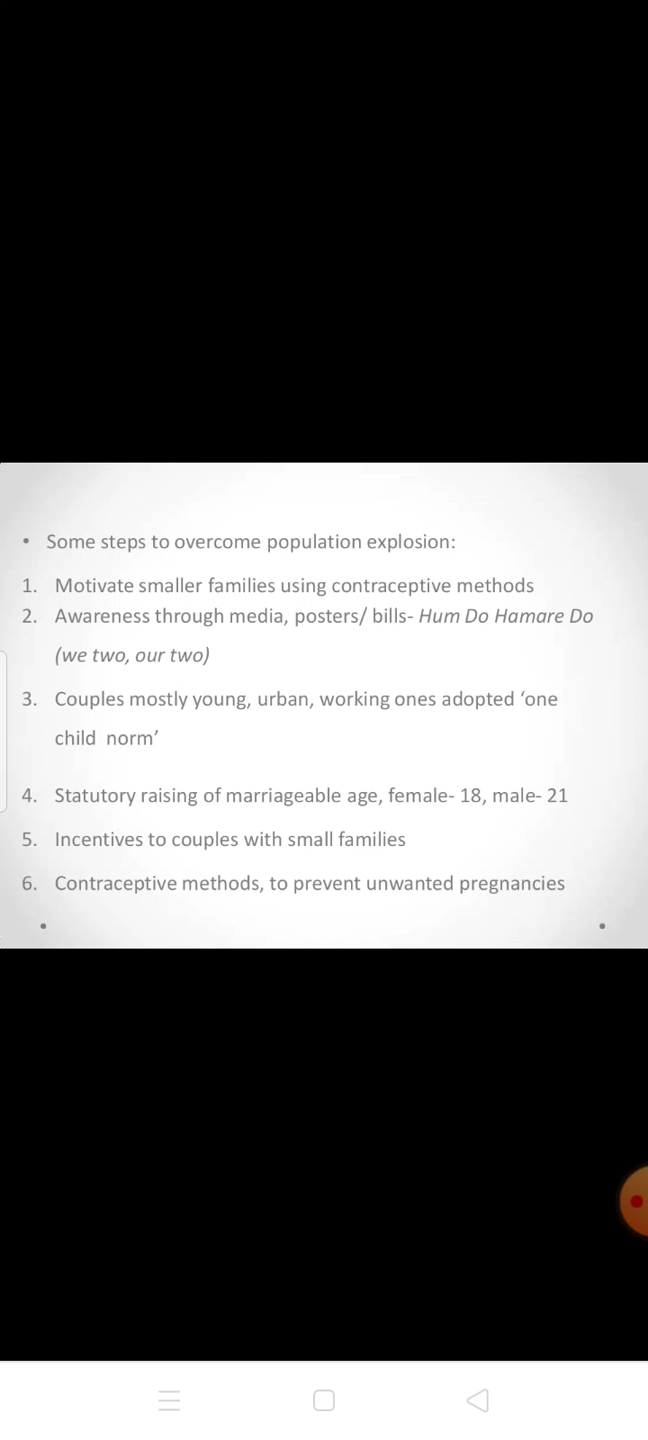 • Some steps to overcome population explosion:
1. Motivate smaller families using contraceptive methods
2. Awareness through media, posters/ bills- Hum Do Hamare Do
(we two, our two)
3. Couples mostly young, urban, working ones adopted ‘one
child norm’
4. Statutory raising of marriageable age, female- 18, male- 21
5. Incentives to couples with small families
6. Contraceptive methods, to prevent unwanted pregnancies